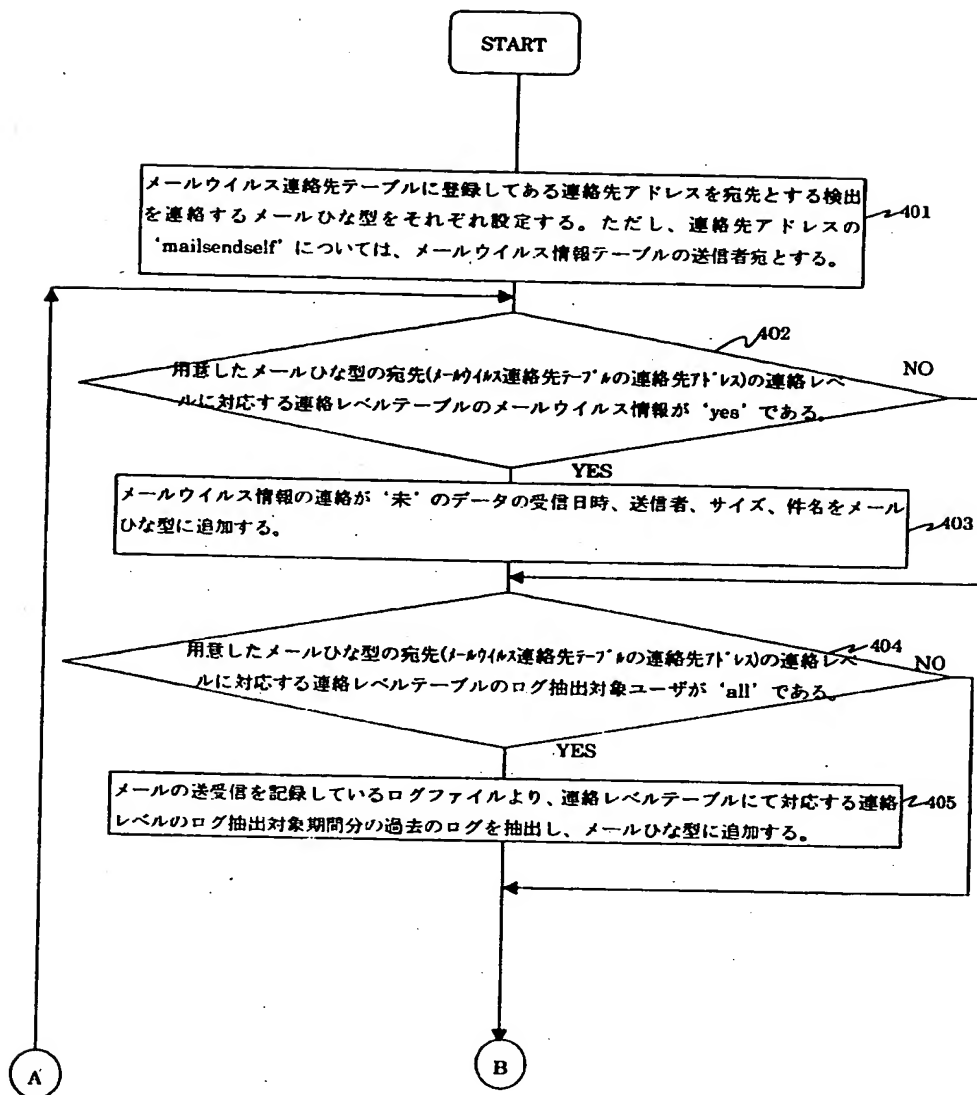 START
メールウイルス連絡先テーブルに登録してある連絡先アドレスを宛先とする検出
を連絡するメールひな型をそれぞれ設定する。ただし、連絡先アドレスの
‘mailsendself’については、メールウイルス情報テーブルの送信者宛とする。
401
402
用意したメールひな型の宛先(ﾒｰﾙｳｲﾙｽ連絡先ﾃｰﾌﾞﾙの連絡先ｱﾄﾞﾚｽ)の連絡レベ
ルに対応する連絡レベルテーブルのメールウイルス情報が‘yes’である。
NO
YES
メールウイルス情報の連絡が‘未’のデータの受信日時、送信者、サイズ、件名をメール
ひな型に追加する。
403
404
用意したメールひな型の宛先(ﾒｰﾙｳｲﾙｽ連絡先ﾃｰﾌﾞﾙの連絡先ｱﾄﾞﾚｽ)の連絡レベ
ルに対応する連絡レベルテーブルのログ抽出対象ユーザが‘all’である。
NO
YES
メールの送受信を記録しているログファイルより、連絡レベルテーブルにて対応する連絡
レベルのログ抽出対象期間分の過去のログを抽出し、メールひな型に追加する。
405
A
B